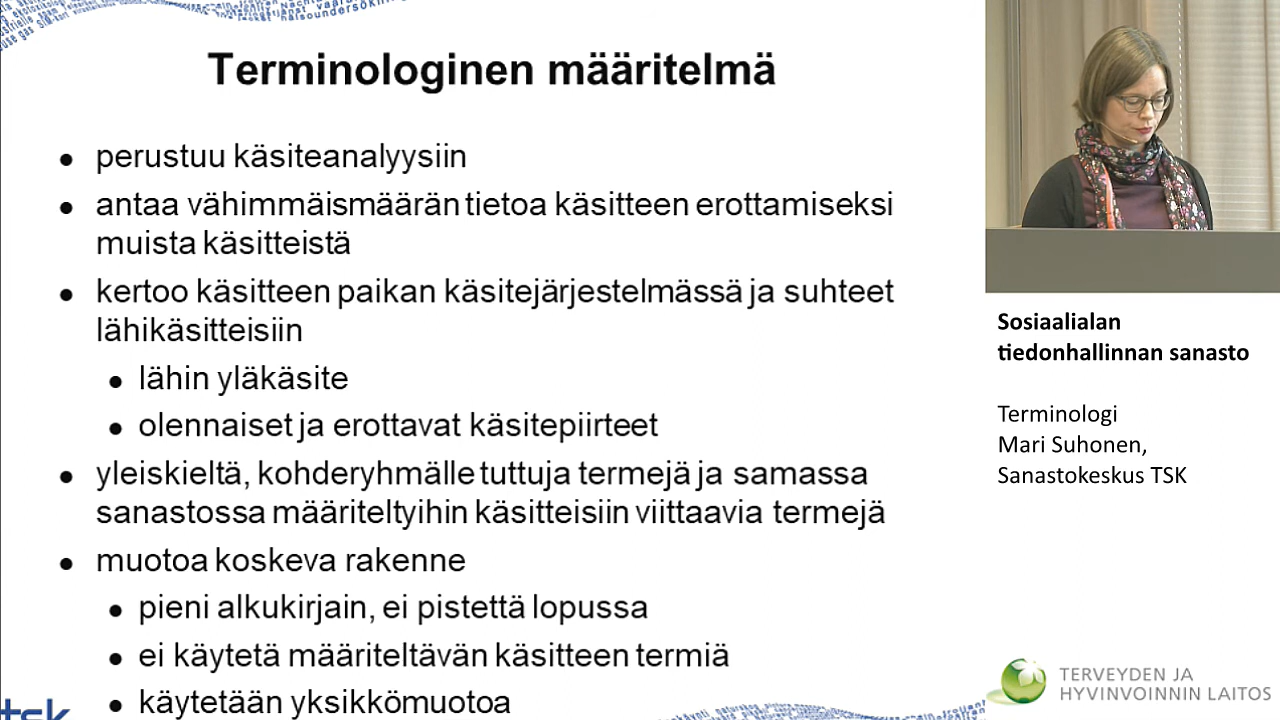 Terminologinen määritelmä
• perustuu käsiteanalyysiin
• antaa vähimmäismäärän tietoa käsitteen erottamiseksi
muista käsitteistä
• kertoo käsitteen paikan käsitejärjestelmässä ja suhteet
lähikäsitteisiin
• lähin yläkäsite
• olennaiset ja erottavat käsitepiirteet
• yleiskieltä, kohderyhmälle tuttuja termejä ja samassa
sanastossa määriteltyihin käsitteisiin viittaavia termejä
• muotoa koskeva rakenne
• pieni alkukirjain, ei pistettä lopussa
• ei käytetä määriteltävän käsitteen termiä
• käytetään yksikkömuotoa
tsk
Sosiaalialan
tiedonhallinnan sanasto
Terminologi
Mari Suhonen,
Sanastokeskus TSK
TERVEYDEN JA
HYVINVOINNIN LAITOS